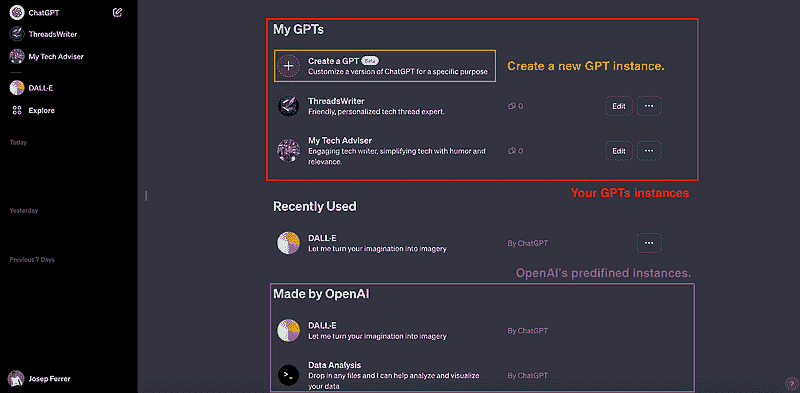 ChatGPT
ThreadsWriter
My Tech Adviser
DALL·E
Explore
Today
Yesterday
Previous 7 Days
Josep Ferrer
My GPTs
Create a GPT Beta
Customize a version of ChatGPT for a specific purpose
Create a new GPT instance.
ThreadsWriter
Friendly, personalized tech thread expert.
0
Edit
...
My Tech Adviser
Engaging tech writer, simplifying tech with humor and
relevance.
0
Edit
...
Your GPTs instances
Recently Used
DALL·E
Let me turn your imagination into imagery
By ChatGPT
...
OpenAI's predifined instances.
Made by OpenAI
DALL·E
Let me turn your imagination into imagery
By ChatGPT
>_
Data Analysis
Drop in any files and I can help analyze and visualize
your data
By ChatGPT
?